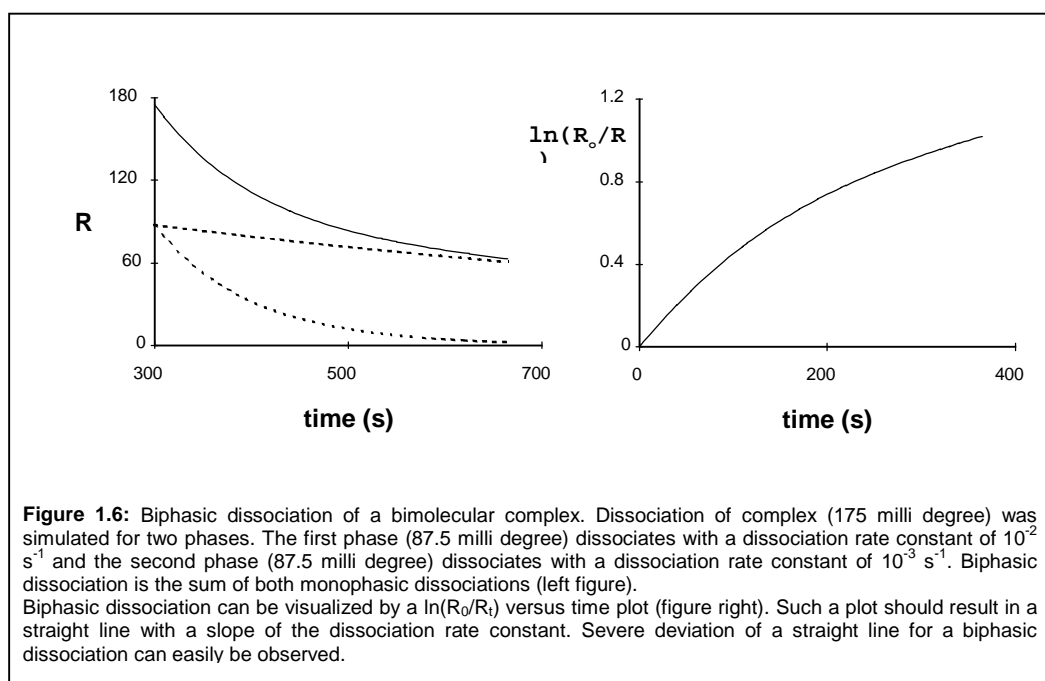 180
120
R
60
0
300
500
700
time (s)
1.2
ln(Rₒ/R
)
0.8
0.4
0
0
200
400
time (s)
Figure 1.6: Biphasic dissociation of a bimolecular complex. Dissociation of complex (175 milli degree) was
simulated for two phases. The first phase (87.5 milli degree) dissociates with a dissociation rate constant of 10⁻²
s⁻¹ and the second phase (87.5 milli degree) dissociates with a dissociation rate constant of 10⁻³ s⁻¹. Biphasic
dissociation is the sum of both monophasic dissociations (left figure).
Biphasic dissociation can be visualized by a ln(R₀/Rₜ) versus time plot (figure right). Such a plot should result in a
straight line with a slope of the dissociation rate constant. Severe deviation of a straight line for a biphasic
dissociation can easily be observed.